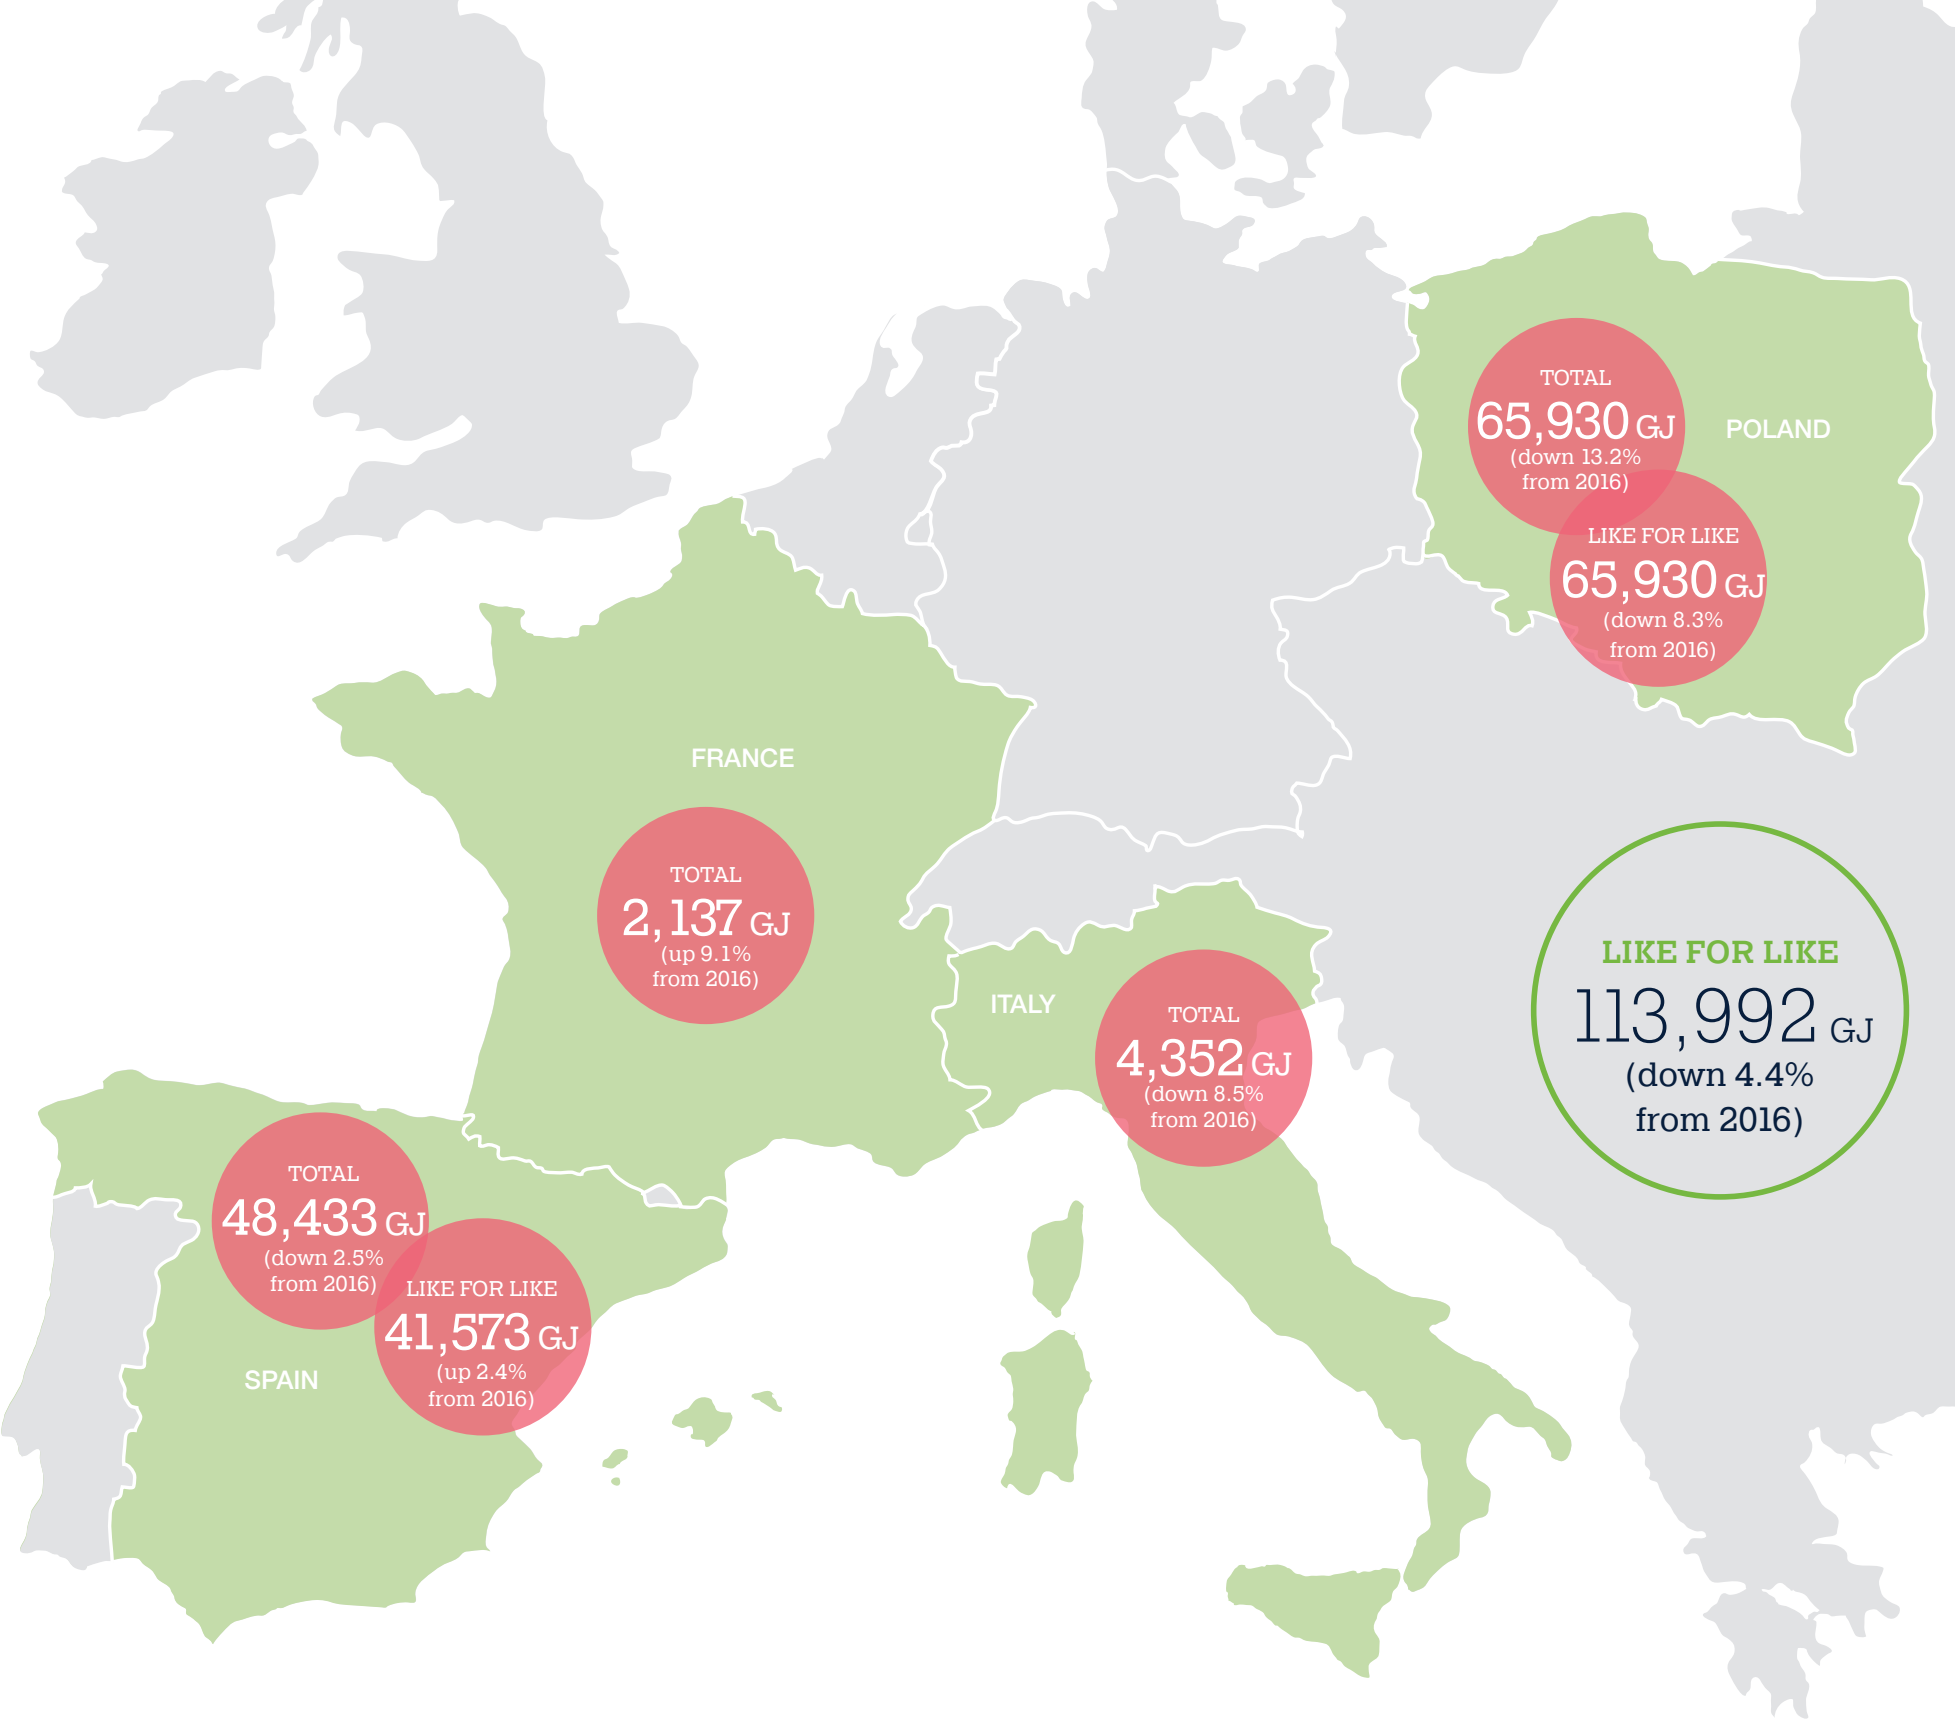 TOTAL
65,930 GJ
(down 13.2%
from 2016)
POLAND
LIKE FOR LIKE
65,930 GJ
(down 8.3%
from 2016)
FRANCE
TOTAL
2,137 GJ
(up 9.1%
from 2016)
ITALY
TOTAL
4,352 GJ
(down 8.5%
from 2016)
LIKE FOR LIKE
113,992 GJ
(down 4.4%
from 2016)
TOTAL
48,433 GJ
(down 2.5%
from 2016)
LIKE FOR LIKE
41,573 GJ
(up 2.4%
from 2016)
SPAIN